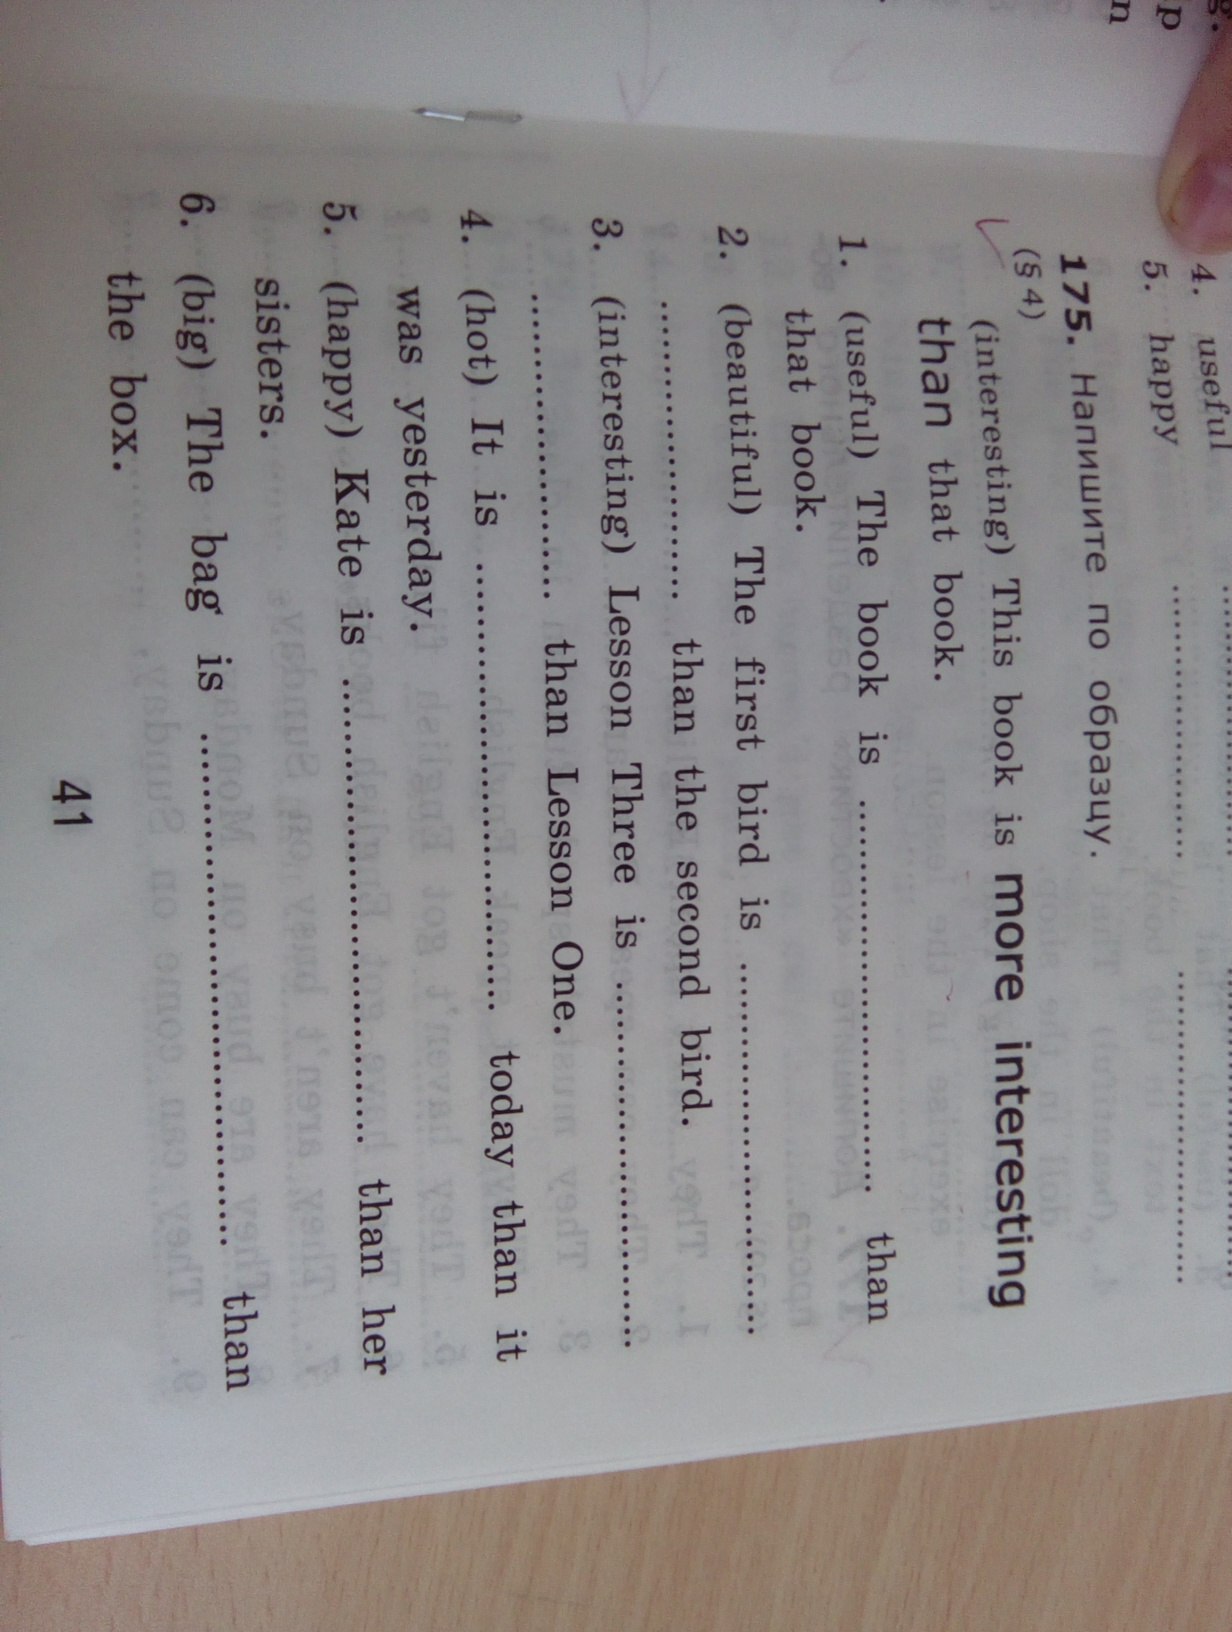 g.
p
n
4. useful
5. happy
175. Напишите по образцу.
(§ 4)
(interesting) This book is more interesting
than that book.
1. (useful) The book is .............................. than
that book.
2. (beautiful) The first bird is ..............................
.............................. than the second bird.
3. (interesting) Lesson Three is ..............................
.............................. than Lesson One.
4. (hot) It is .............................. today than it
was yesterday.
5. (happy) Kate is .............................. than her
sisters.
6. (big) The bag is .............................. than
the box.
41